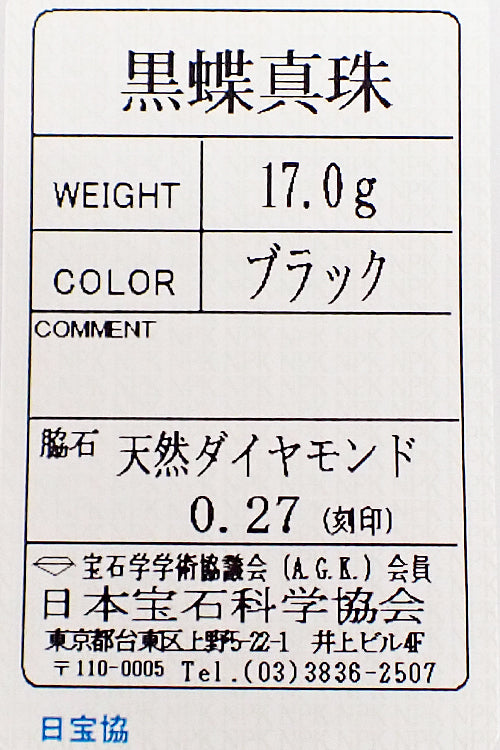 黒蝶真珠
WEIGHT 17.0g
COLOR ブラック
COMMENT
脇石 天然ダイヤモンド
0.27 (刻印)
宝石学学術協議会 (A.G.K.) 会員
日本宝石科学協会
東京都台東区上野5-22-1 井上ビル4F
〒110-0005 Tel.(03)3836-2507
日宝協